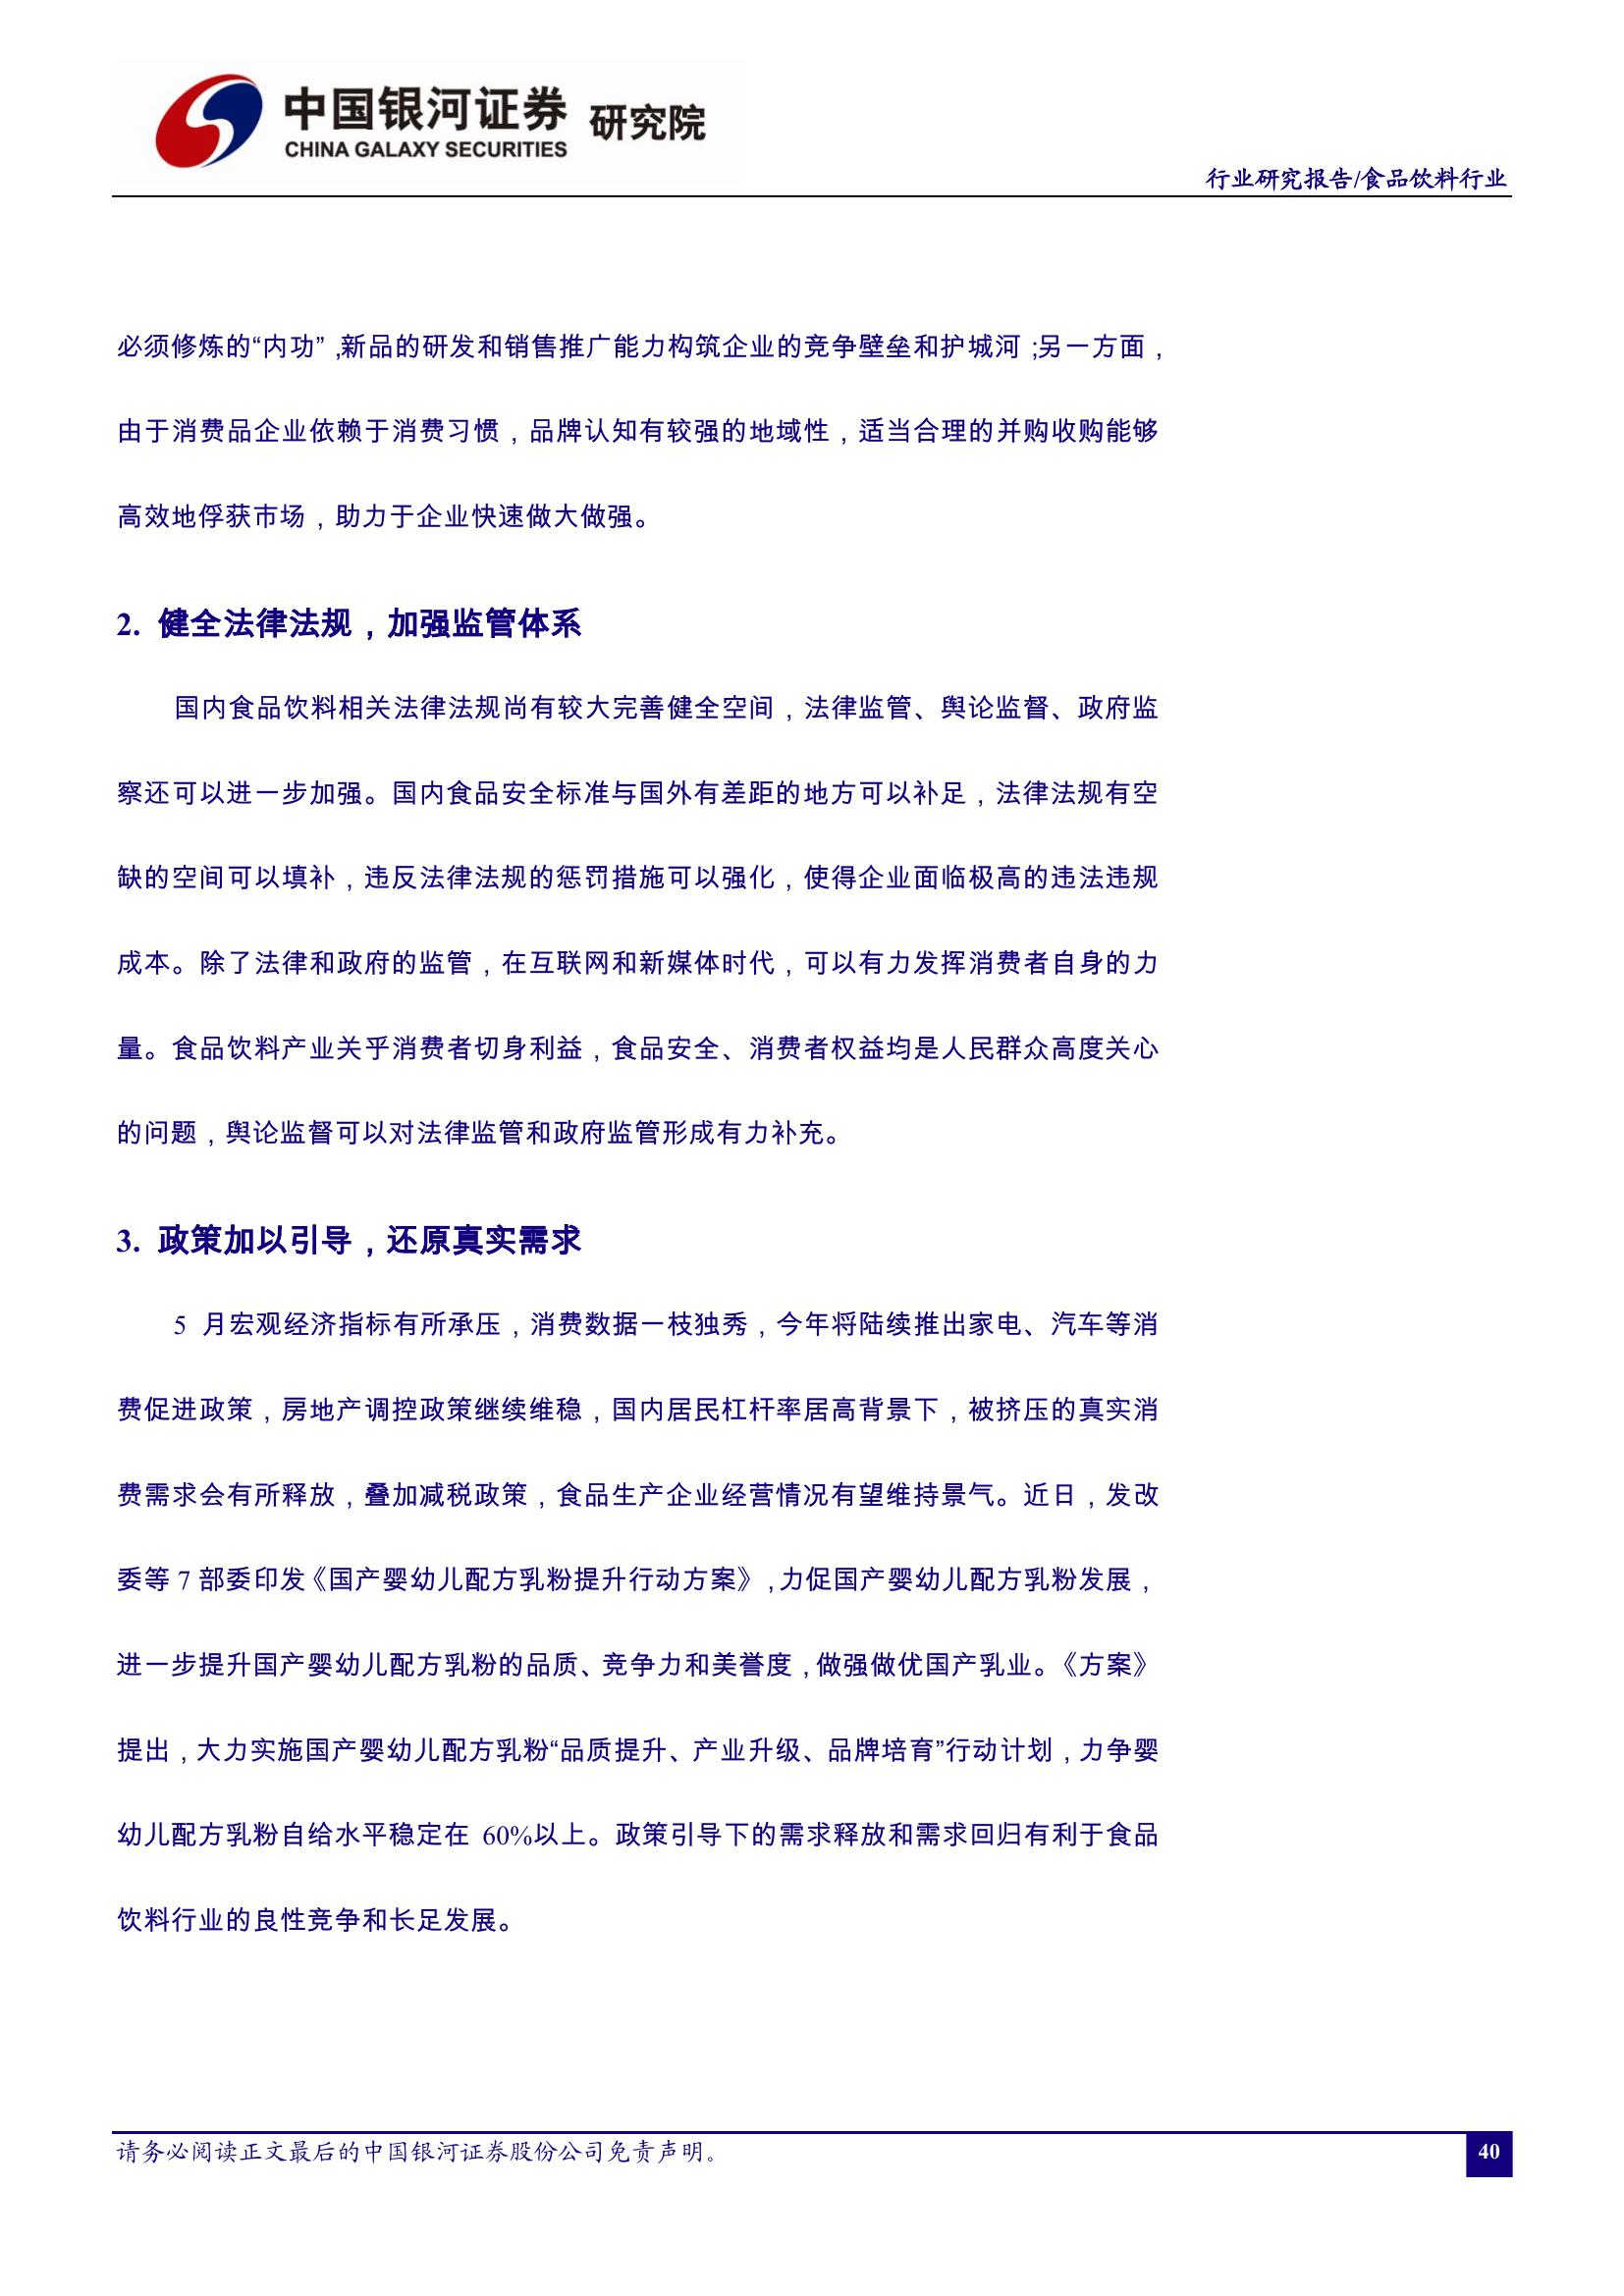 中国银河证券 研究院
CHINA GALAXY SECURITIES
行业研究报告/食品饮料行业
必须修炼的“内功”,新品的研发和销售推广能力构筑企业的竞争壁垒和护城河;另一方面，
由于消费品企业依赖于消费习惯，品牌认知有较强的地域性，适当合理的并购收购能够
高效地俘获市场，助力于企业快速做大做强。
2. 健全法律法规，加强监管体系
国内食品饮料相关法律法规尚有较大完善健全空间，法律监管、舆论监督、政府监
察还可以进一步加强。国内食品安全标准与国外有差距的地方可以补足，法律法规有空
缺的空间可以填补，违反法律法规的惩罚措施可以强化，使得企业面临极高的违法违规
成本。除了法律和政府的监管，在互联网和新媒体时代，可以有力发挥消费者自身的力
量。食品饮料产业关乎消费者切身利益，食品安全、消费者权益均是人民群众高度关心
的问题，舆论监督可以对法律监管和政府监管形成有力补充。
3. 政策加以引导，还原真实需求
5 月宏观经济指标有所承压，消费数据一枝独秀，今年将陆续推出家电、汽车等消
费促进政策，房地产调控政策继续维稳，国内居民杠杆率居高背景下，被挤压的真实消
费需求会有所释放，叠加减税政策，食品生产企业经营情况有望维持景气。近日，发改
委等 7 部委印发《国产婴幼儿配方乳粉提升行动方案》,力促国产婴幼儿配方乳粉发展，
进一步提升国产婴幼儿配方乳粉的品质、竞争力和美誉度,做强做优国产乳业。《方案》
提出，大力实施国产婴幼儿配方乳粉“品质提升、产业升级、品牌培育”行动计划，力争婴
幼儿配方乳粉自给水平稳定在 60%以上。政策引导下的需求释放和需求回归有利于食品
饮料行业的良性竞争和长足发展。
请务必阅读正文最后的中国银河证券股份公司免责声明。
40